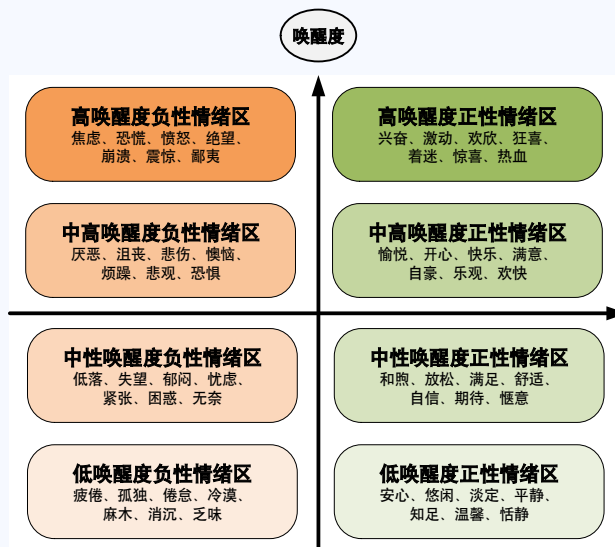 唤醒度
高唤醒度负性情绪区
焦虑、恐慌、愤怒、绝望、
崩溃、震惊、鄙夷
高唤醒度正性情绪区
兴奋、激动、欢欣、狂喜、
着迷、惊喜、热血
中高唤醒度负性情绪区
厌恶、沮丧、悲伤、懊恼、
烦躁、悲观、恐惧
中高唤醒度正性情绪区
愉悦、开心、快乐、满意、
自豪、乐观、欢快
中性唤醒度负性情绪区
低落、失望、郁闷、忧虑、
紧张、困惑、无奈
中性唤醒度正性情绪区
和煦、放松、满足、舒适、
自信、期待、惬意
低唤醒度负性情绪区
疲倦、孤独、倦怠、冷漠、
麻木、消沉、乏味
低唤醒度正性情绪区
安心、悠闲、淡定、平静、
知足、温馨、恬静